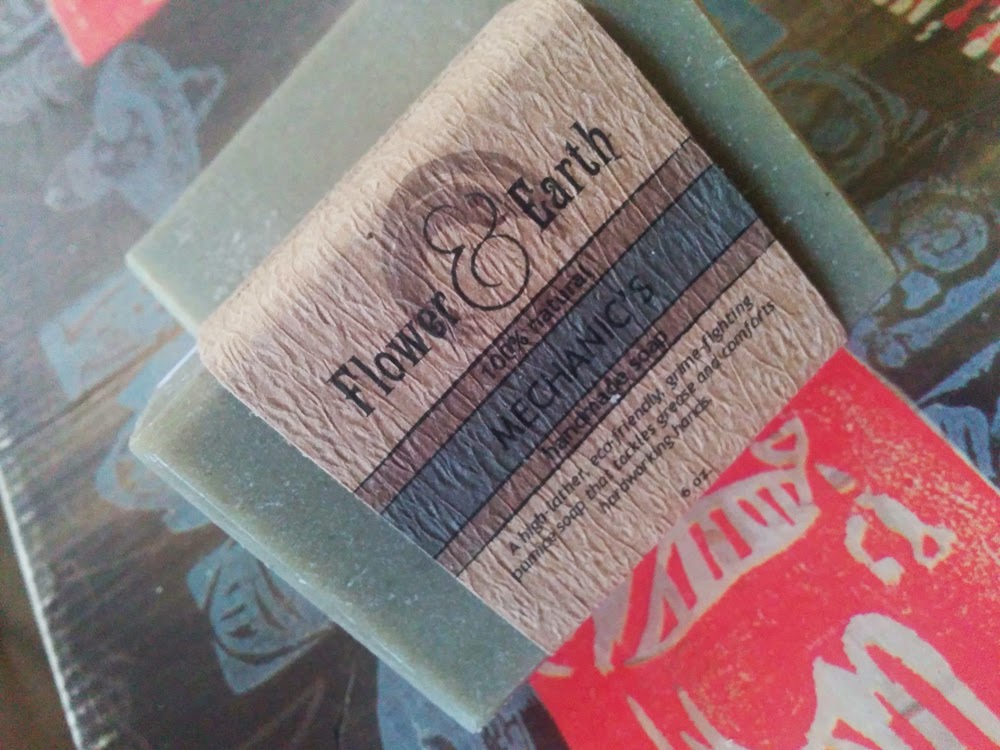 Flower & Earth
100% natural
MECHANIC'S
handmade soap
A high-lather, eco-friendly, grime-fighting
pumice soap that tackles grease and comforts
hardworking hands.
6 oz.